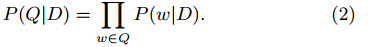 P(Q|D) = ∏_{w∈Q} P(w|D). (2)